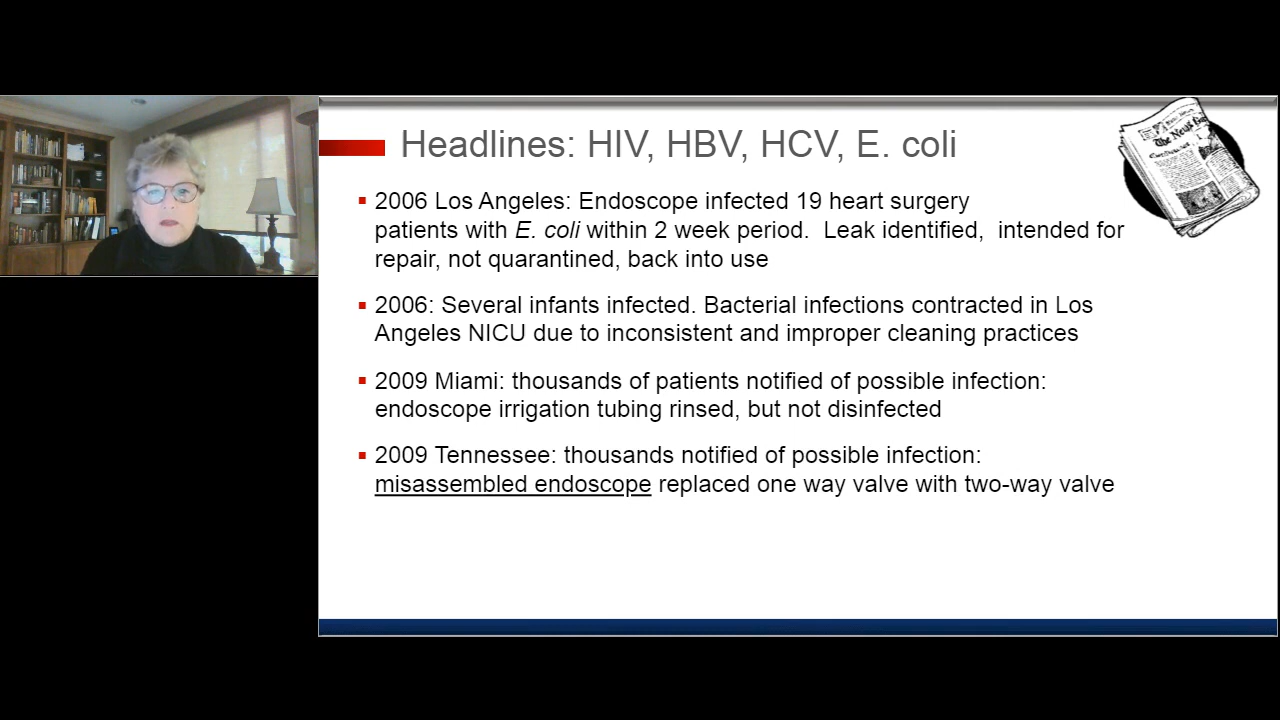 Headlines: HIV, HBV, HCV, E. coli
▪ 2006 Los Angeles: Endoscope infected 19 heart surgery
patients with E. coli within 2 week period.  Leak identified,  intended for
repair, not quarantined, back into use
▪ 2006: Several infants infected. Bacterial infections contracted in Los
Angeles NICU due to inconsistent and improper cleaning practices
▪ 2009 Miami: thousands of patients notified of possible infection:
endoscope irrigation tubing rinsed, but not disinfected
▪ 2009 Tennessee: thousands notified of possible infection:
misassembled endoscope replaced one way valve with two-way valve